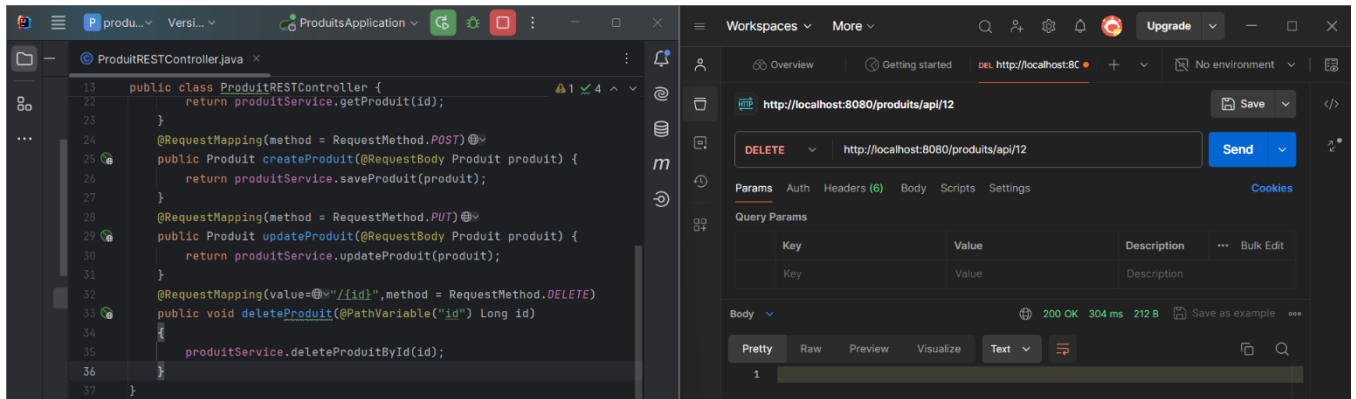 P produ... Versi... ProduitsApplication
ProduitRESTController.java
13 public class ProduitRESTController { 1 4
22 return produitService.getProduit(id);
23 }
24 @RequestMapping(method = RequestMethod.POST)
25 public Produit createProduit(@RequestBody Produit produit) {
26 return produitService.saveProduit(produit);
27 }
28 @RequestMapping(method = RequestMethod.PUT)
29 public Produit updateProduit(@RequestBody Produit produit) {
30 return produitService.updateProduit(produit);
31 }
32 @RequestMapping(value="/{id}",method = RequestMethod.DELETE)
33 public void deleteProduit(@PathVariable("id") Long id)
34 {
35 produitService.deleteProduitById(id);
36 }
37 }
m
Workspaces More Upgrade
Overview Getting started DEL http://localhost:80 No environment
HTTP http://localhost:8080/produits/api/12 Save
DELETE http://localhost:8080/produits/api/12 Send
Params Auth Headers (6) Body Scripts Settings Cookies
Query Params
Key Value Description Bulk Edit
Key Value Description
Body 200 OK 304 ms 212 B Save as example
Pretty Raw Preview Visualize Text
1